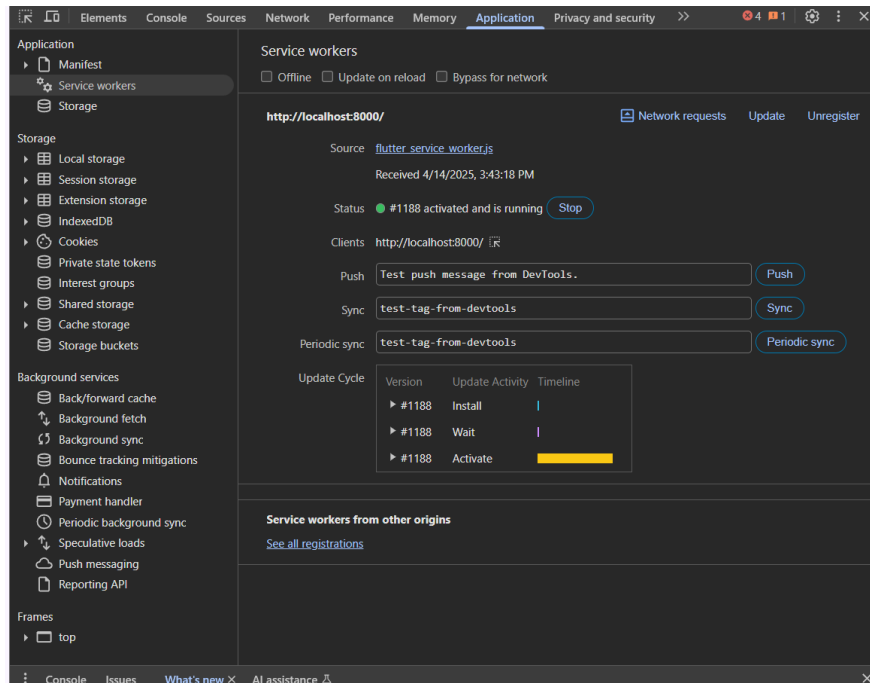 Elements Console Sources Network Performance Memory Application Privacy and security 4 1
Application
Manifest
Service workers
Storage
Storage
Local storage
Session storage
Extension storage
IndexedDB
Cookies
Private state tokens
Interest groups
Shared storage
Cache storage
Storage buckets
Background services
Back/forward cache
Background fetch
Background sync
Bounce tracking mitigations
Notifications
Payment handler
Periodic background sync
Speculative loads
Push messaging
Reporting API
Frames
top
Service workers
Offline Update on reload Bypass for network
http://localhost:8000/ Network requests Update Unregister
Source flutter_service_worker.js
Received 4/14/2025, 3:43:18 PM
Status #1188 activated and is running Stop
Clients http://localhost:8000/
Push Test push message from DevTools. Push
Sync test-tag-from-devtools Sync
Periodic sync test-tag-from-devtools Periodic sync
Update Cycle Version Update Activity Timeline
#1188 Install
#1188 Wait
#1188 Activate
Service workers from other origins
See all registrations
Console Issues What's new AI assistance